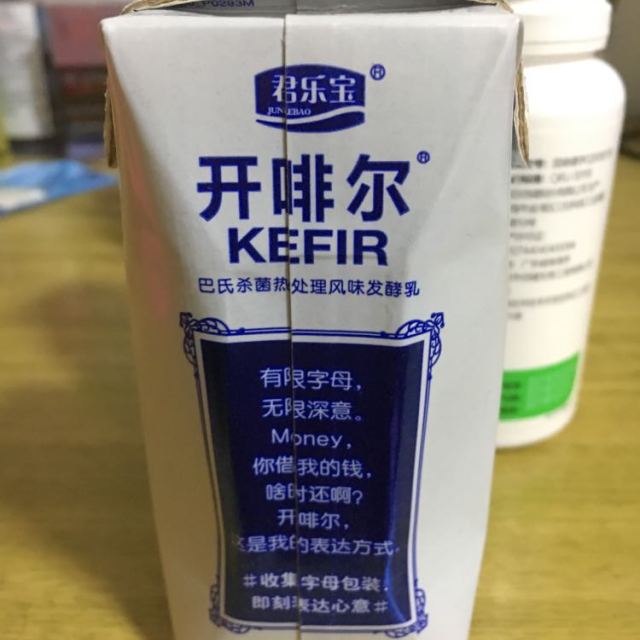 君乐宝®
JUNLEBAO
开啡尔®
KEFIR
巴氏杀菌热处理风味发酵乳
有限字母,
无限深意。
Money,
你借我的钱,
啥时还啊?
开啡尔,
这是我的表达方式,
#收集字母包装,
即刻表达心意#